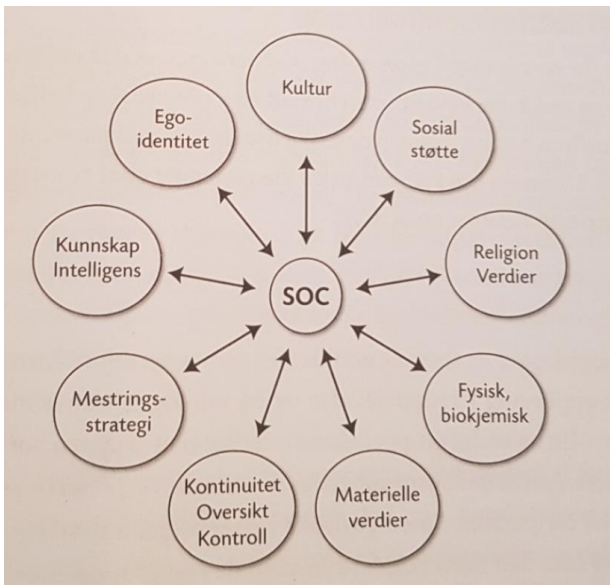 Kultur
Sosial
støtte
Religion
Verdier
Fysisk,
biokjemisk
Materielle
verdier
Kontinuitet
Oversikt
Kontroll
Mestrings-
strategi
Kunnskap
Intelligens
Ego-
identitet
SOC